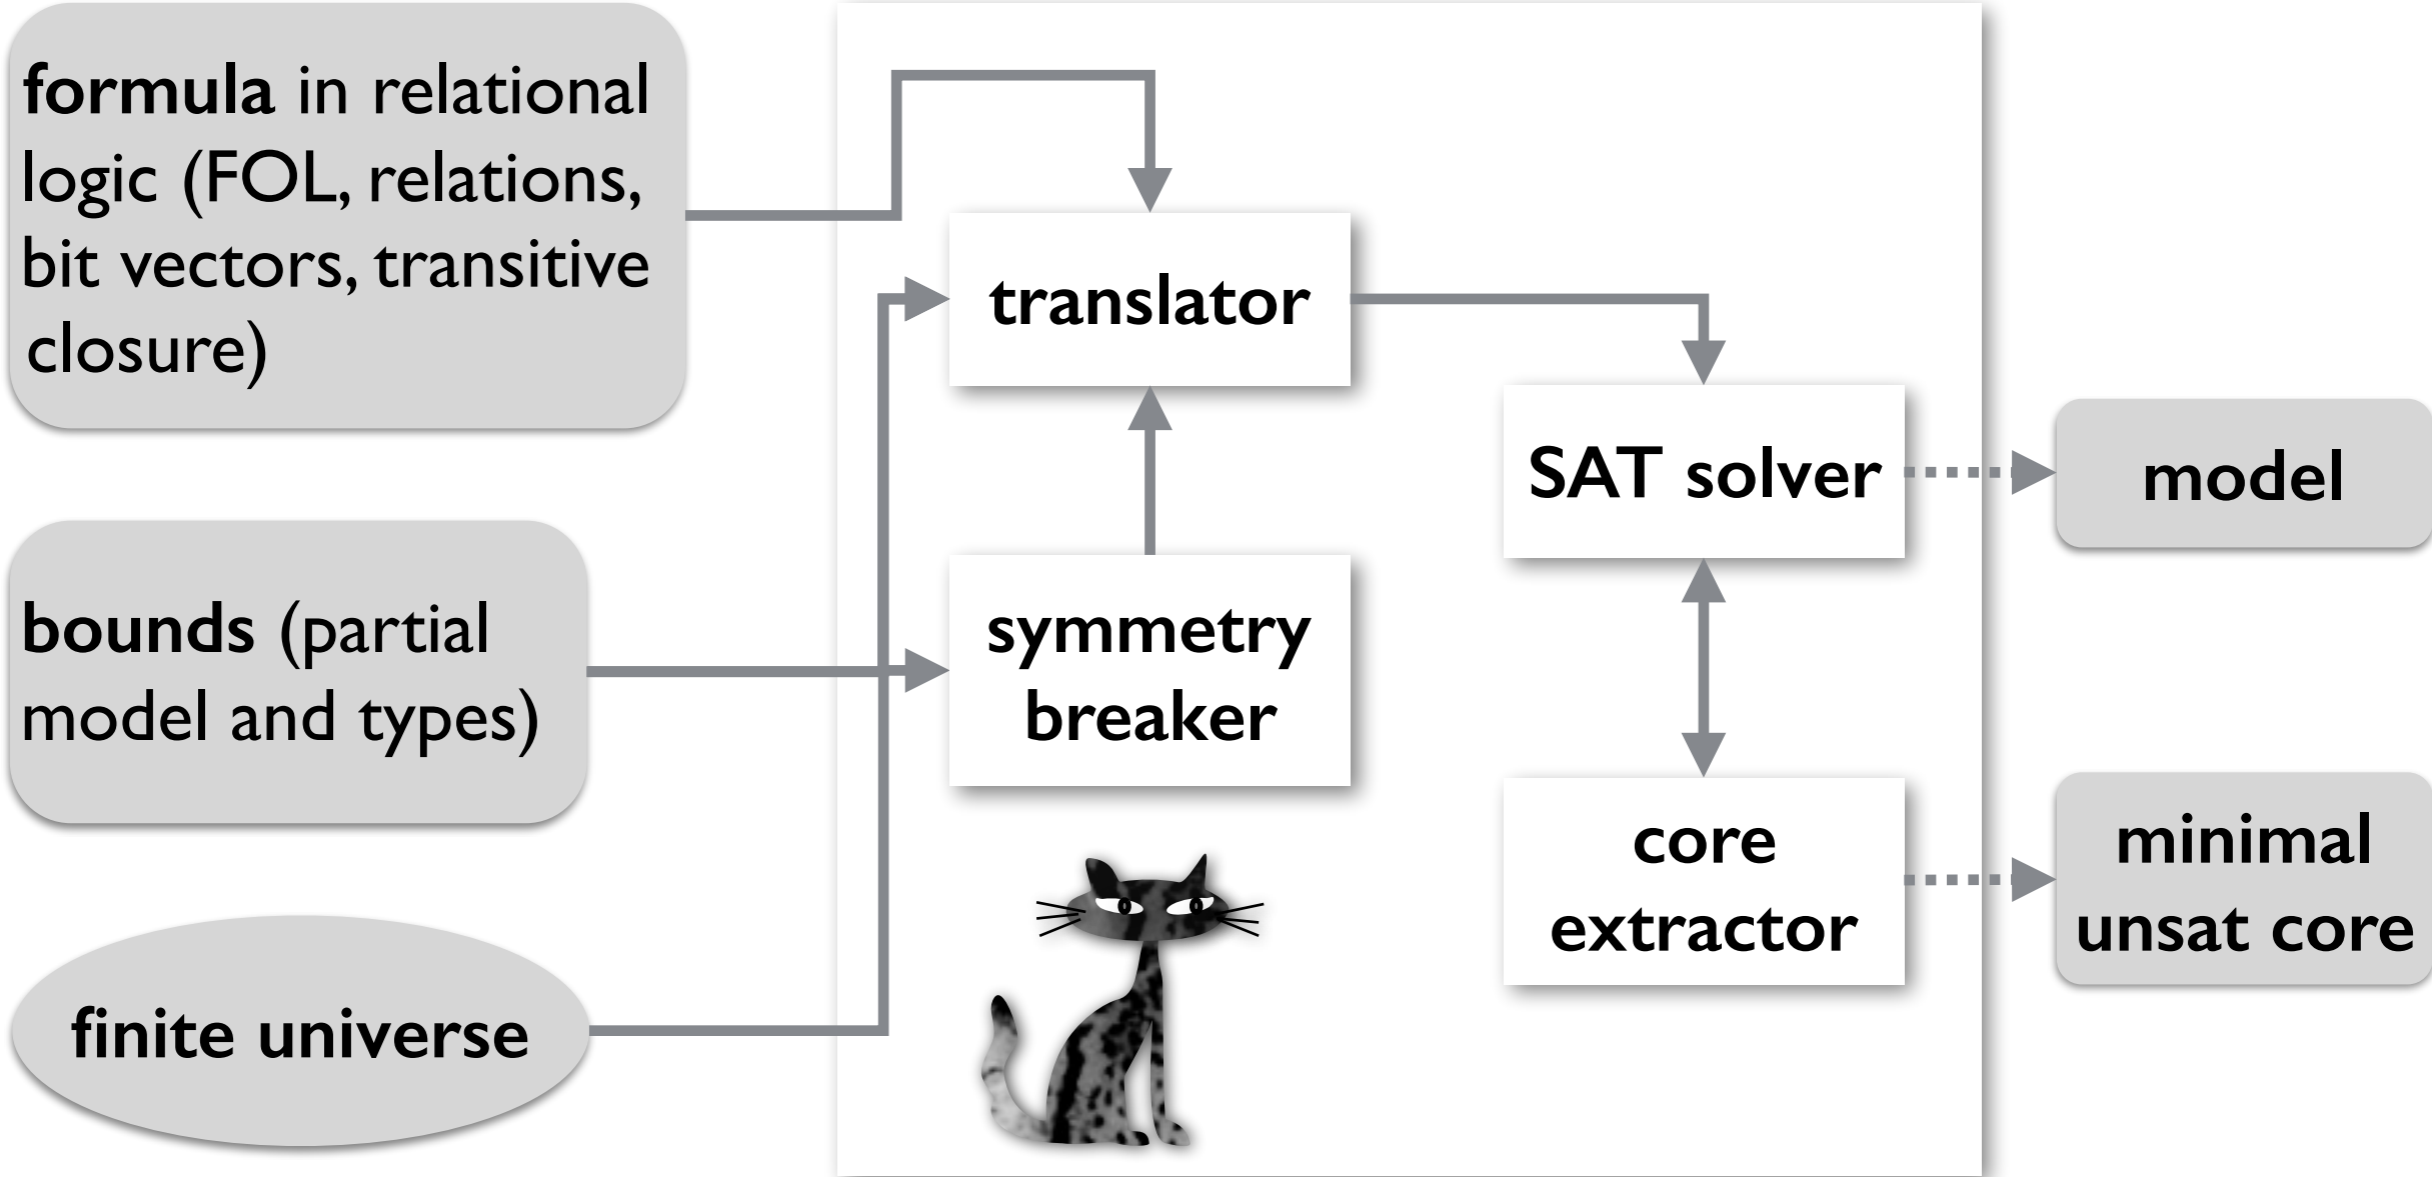 formula in relational
logic (FOL, relations,
bit vectors, transitive
closure)
bounds (partial
model and types)
finite universe
translator
symmetry
breaker
SAT solver
core
extractor
model
minimal
unsat core